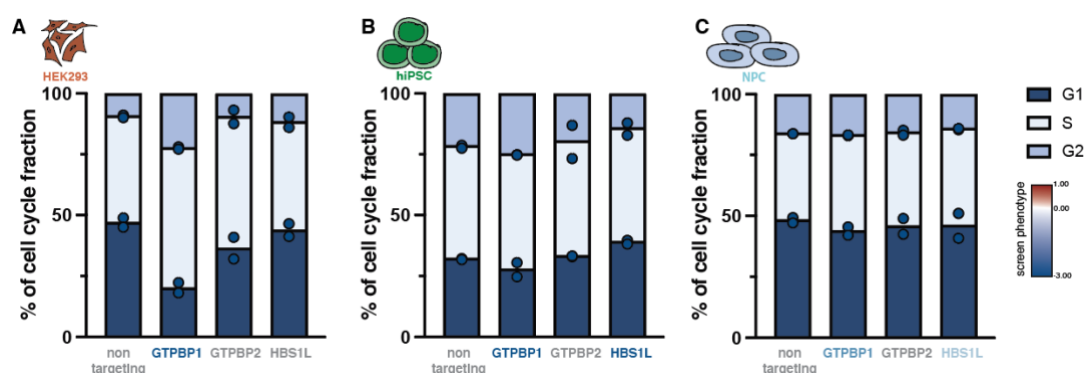 A
HEK293
% of cell cycle fraction
100
50
0
non
targeting
GTPBP1
GTPBP2
HBS1L
B
hiPSC
% of cell cycle fraction
100
50
0
non
targeting
GTPBP1
GTPBP2
HBS1L
C
NPC
% of cell cycle fraction
100
50
0
non
targeting
GTPBP1
GTPBP2
HBS1L
G1
S
G2
screen phenotype
1.00
0.00
-3.00